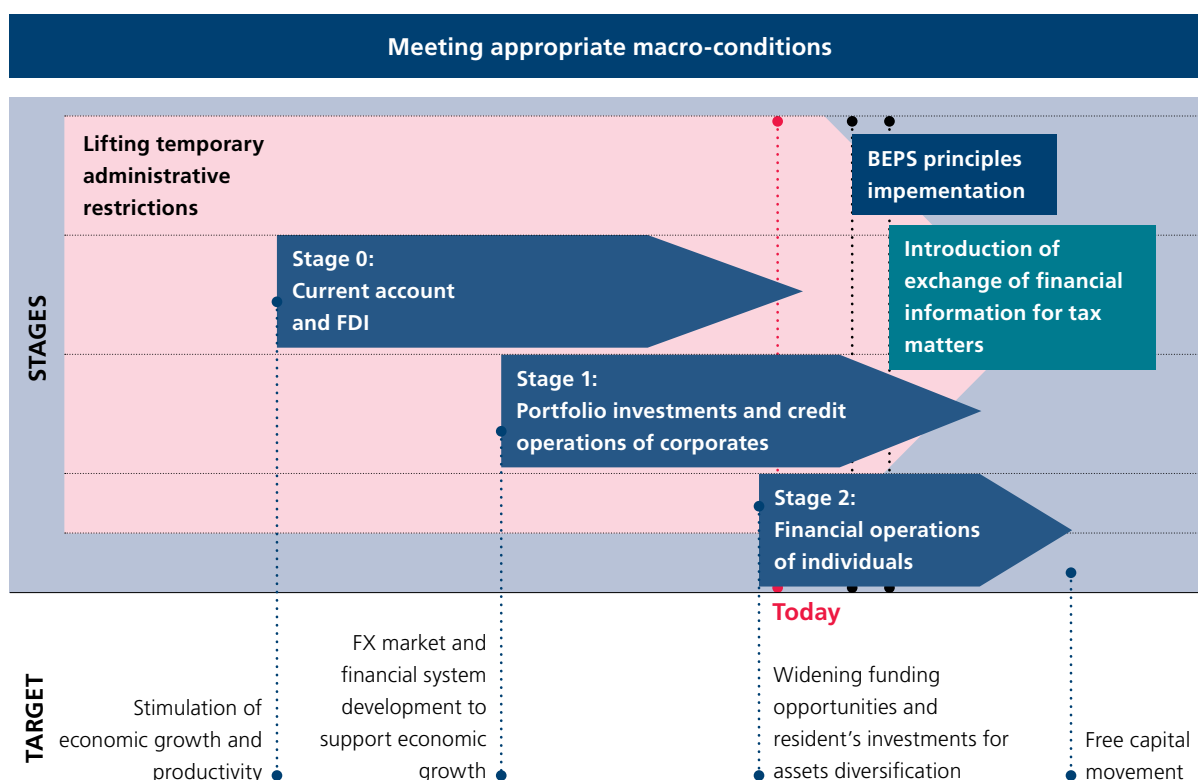 Meeting appropriate macro-conditions
Lifting temporary
administrative
restrictions
BEPS principles
impementation
Introduction of
exchange of financial
information for tax
matters
STAGES
Stage 0:
Current account
and FDI
Stage 1:
Portfolio investments and credit
operations of corporates
Stage 2:
Financial operations
of individuals
Today
TARGET
Stimulation of
economic growth and
productivity
FX market and
financial system
development to
support economic
growth
Widening funding
opportunities and
resident’s investments for
assets diversification
Free capital
movement